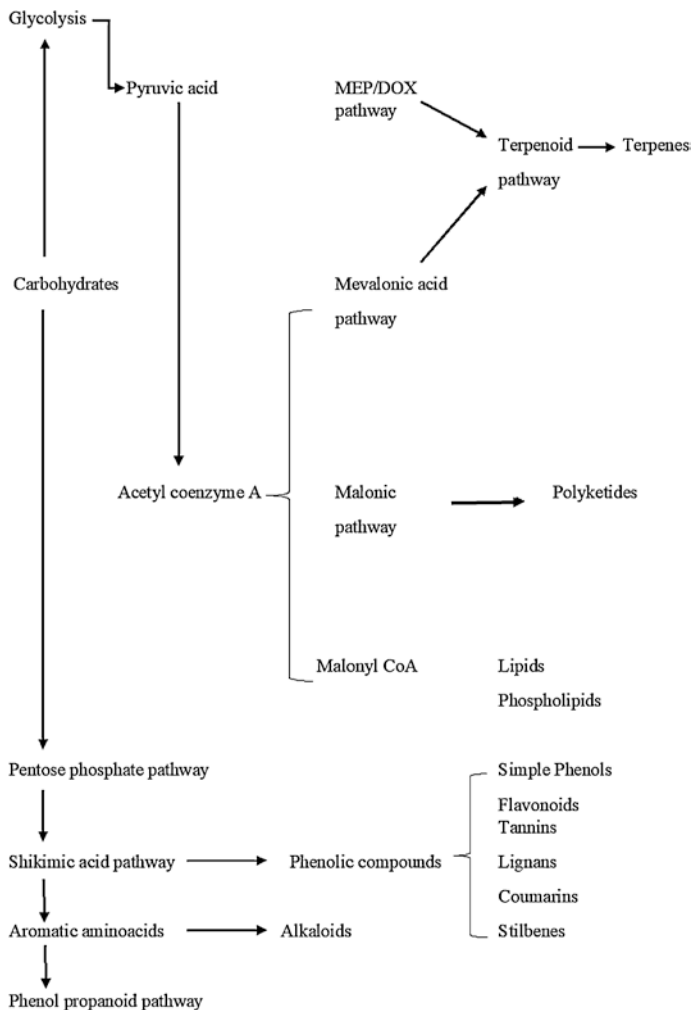 Glycolysis
Pyruvic acid
MEP/DOX
pathway
Terpenoid
pathway
Terpenes
Carbohydrates
Mevalonic acid
pathway
Acetyl coenzyme A
Malonic
pathway
Polyketides
Malonyl CoA
Lipids
Phospholipids
Pentose phosphate pathway
Simple Phenols
Flavonoids
Tannins
Shikimic acid pathway
Phenolic compounds
Lignans
Coumarins
Aromatic aminoacids
Alkaloids
Stilbenes
Phenol propanoid pathway